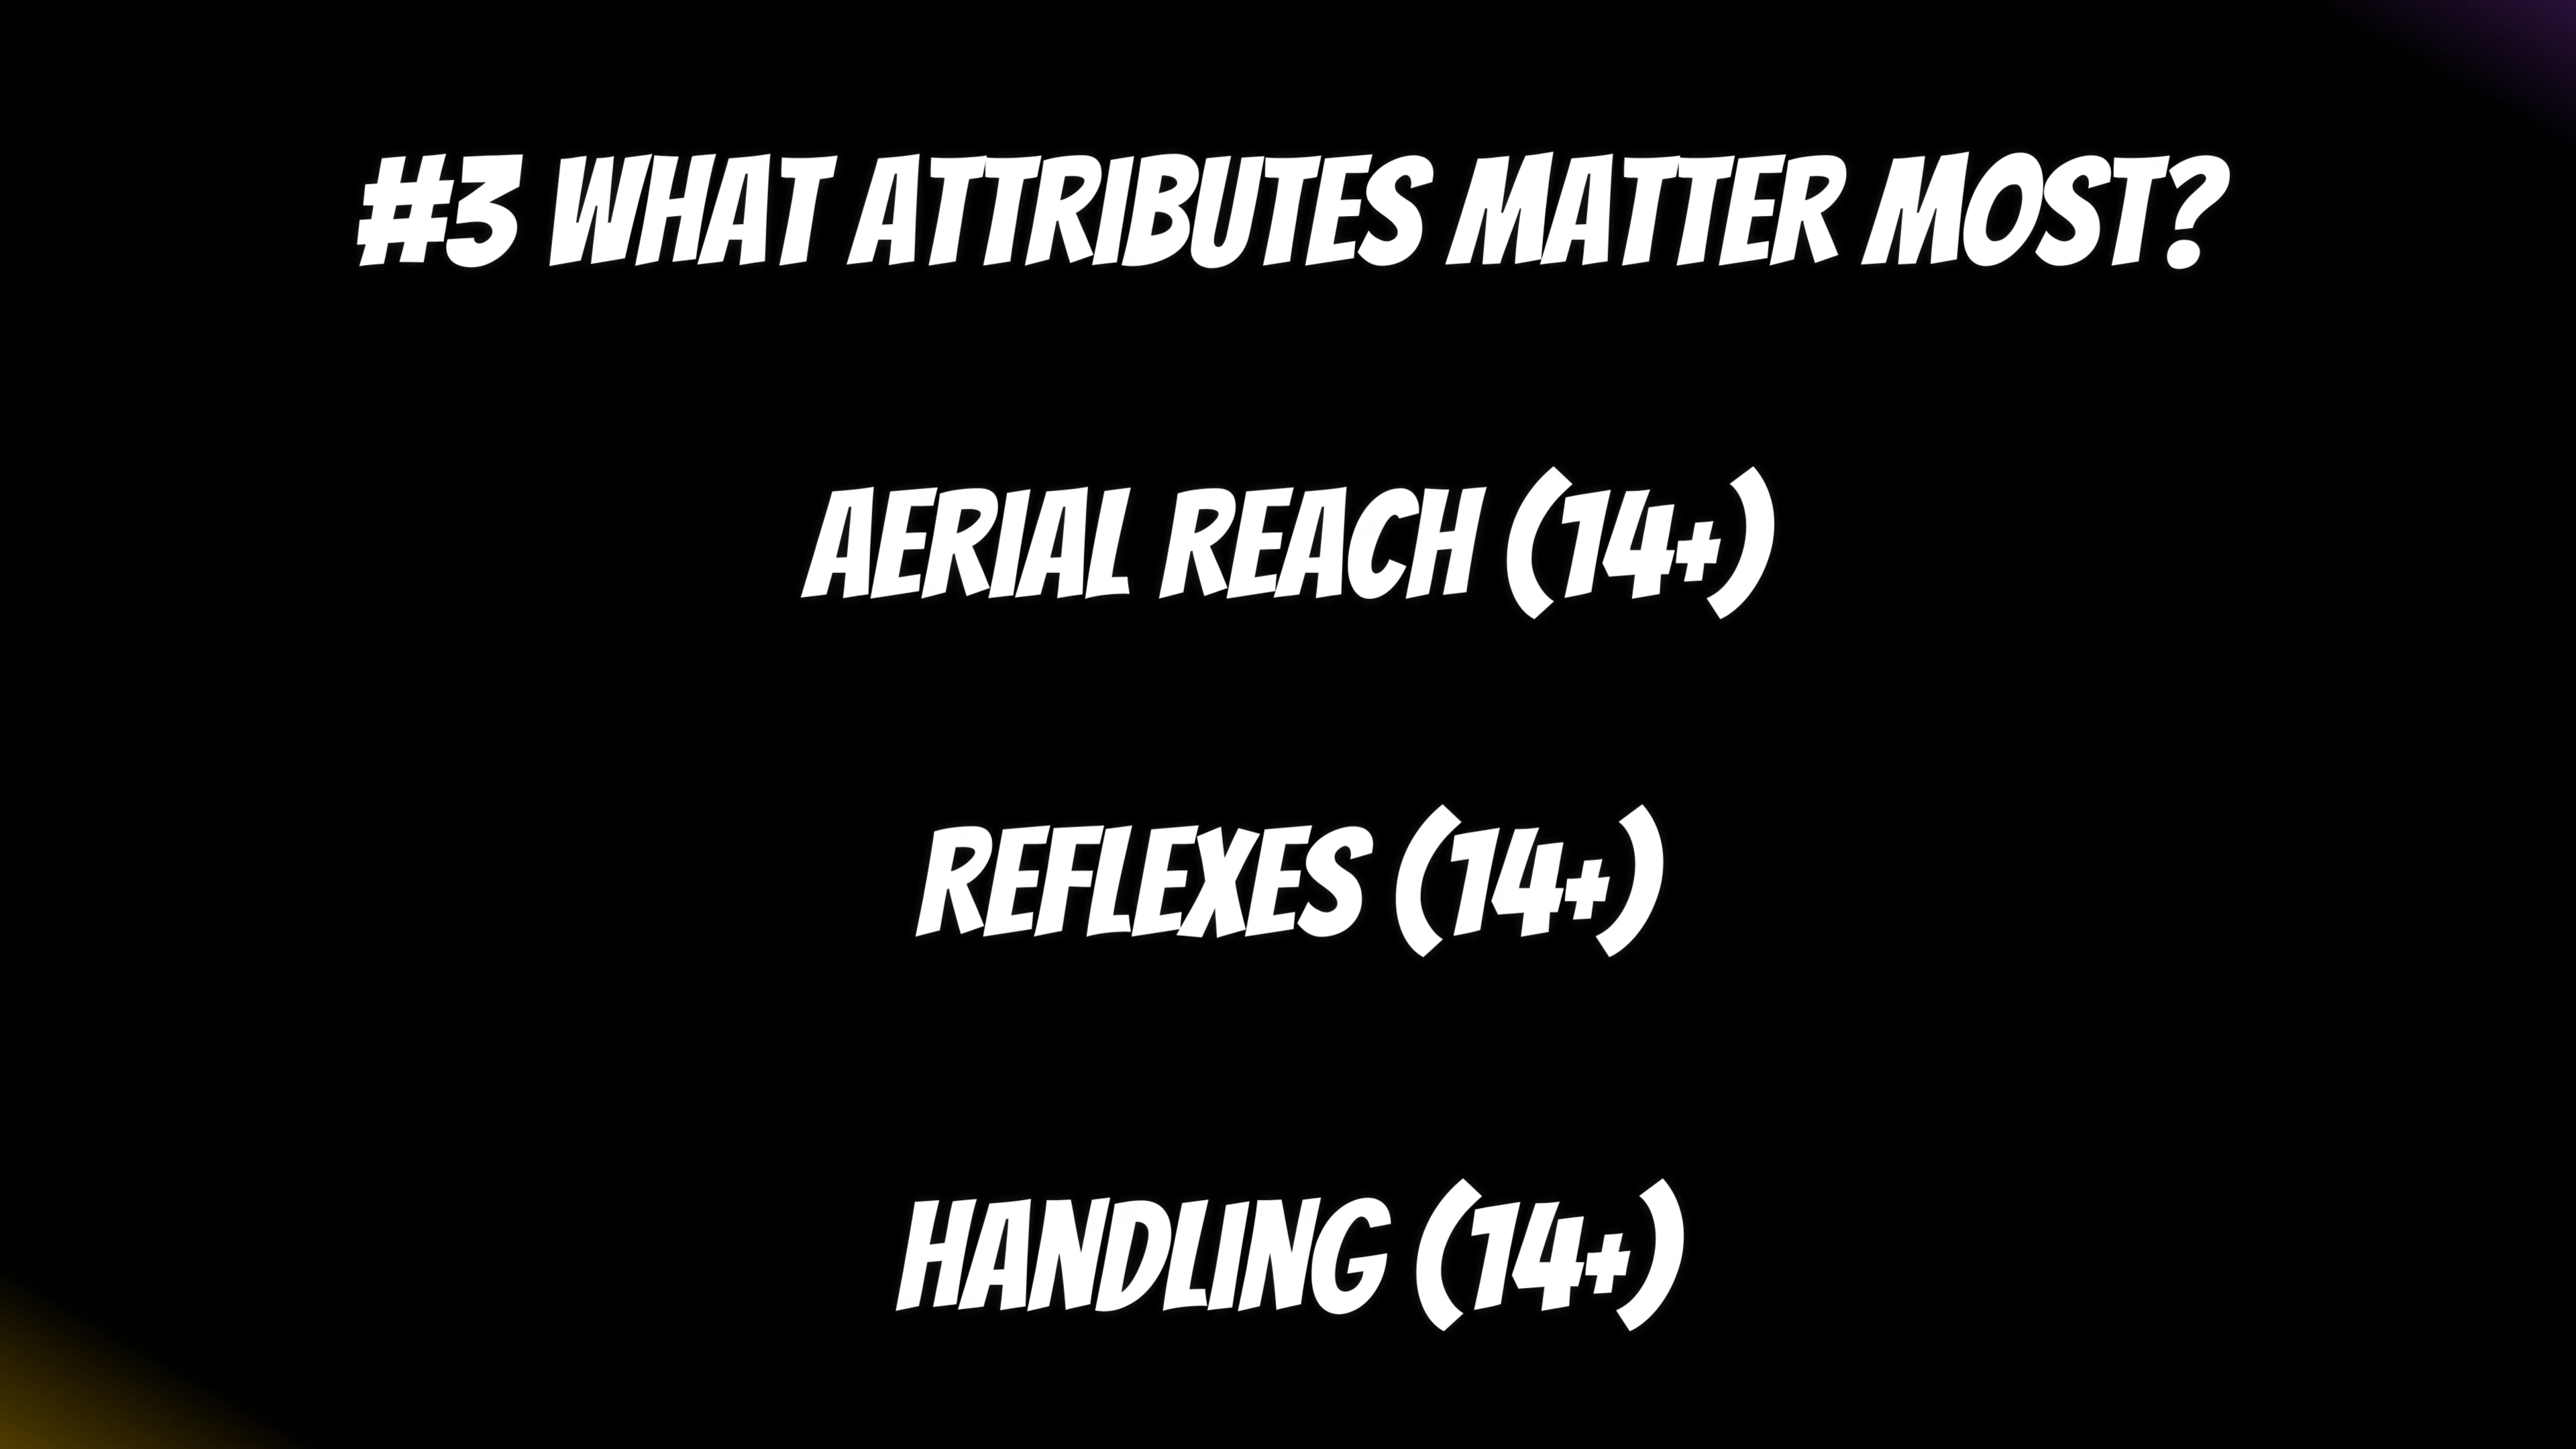 #3 WHAT ATTRIBUTES MATTER MOST?
AERIAL REACH (14+)
REFLEXES (14+)
HANDLING (14+)